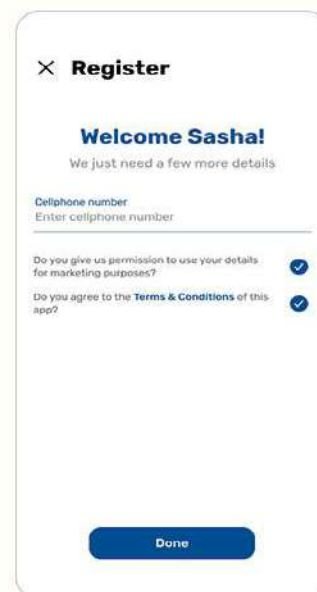 Register
Welcome Sasha!
We just need a few more details
Cellphone number
Enter cellphone number
Do you give us permission to use your details
for marketing purposes?
Do you agree to the Terms & Conditions of this
app?
Done